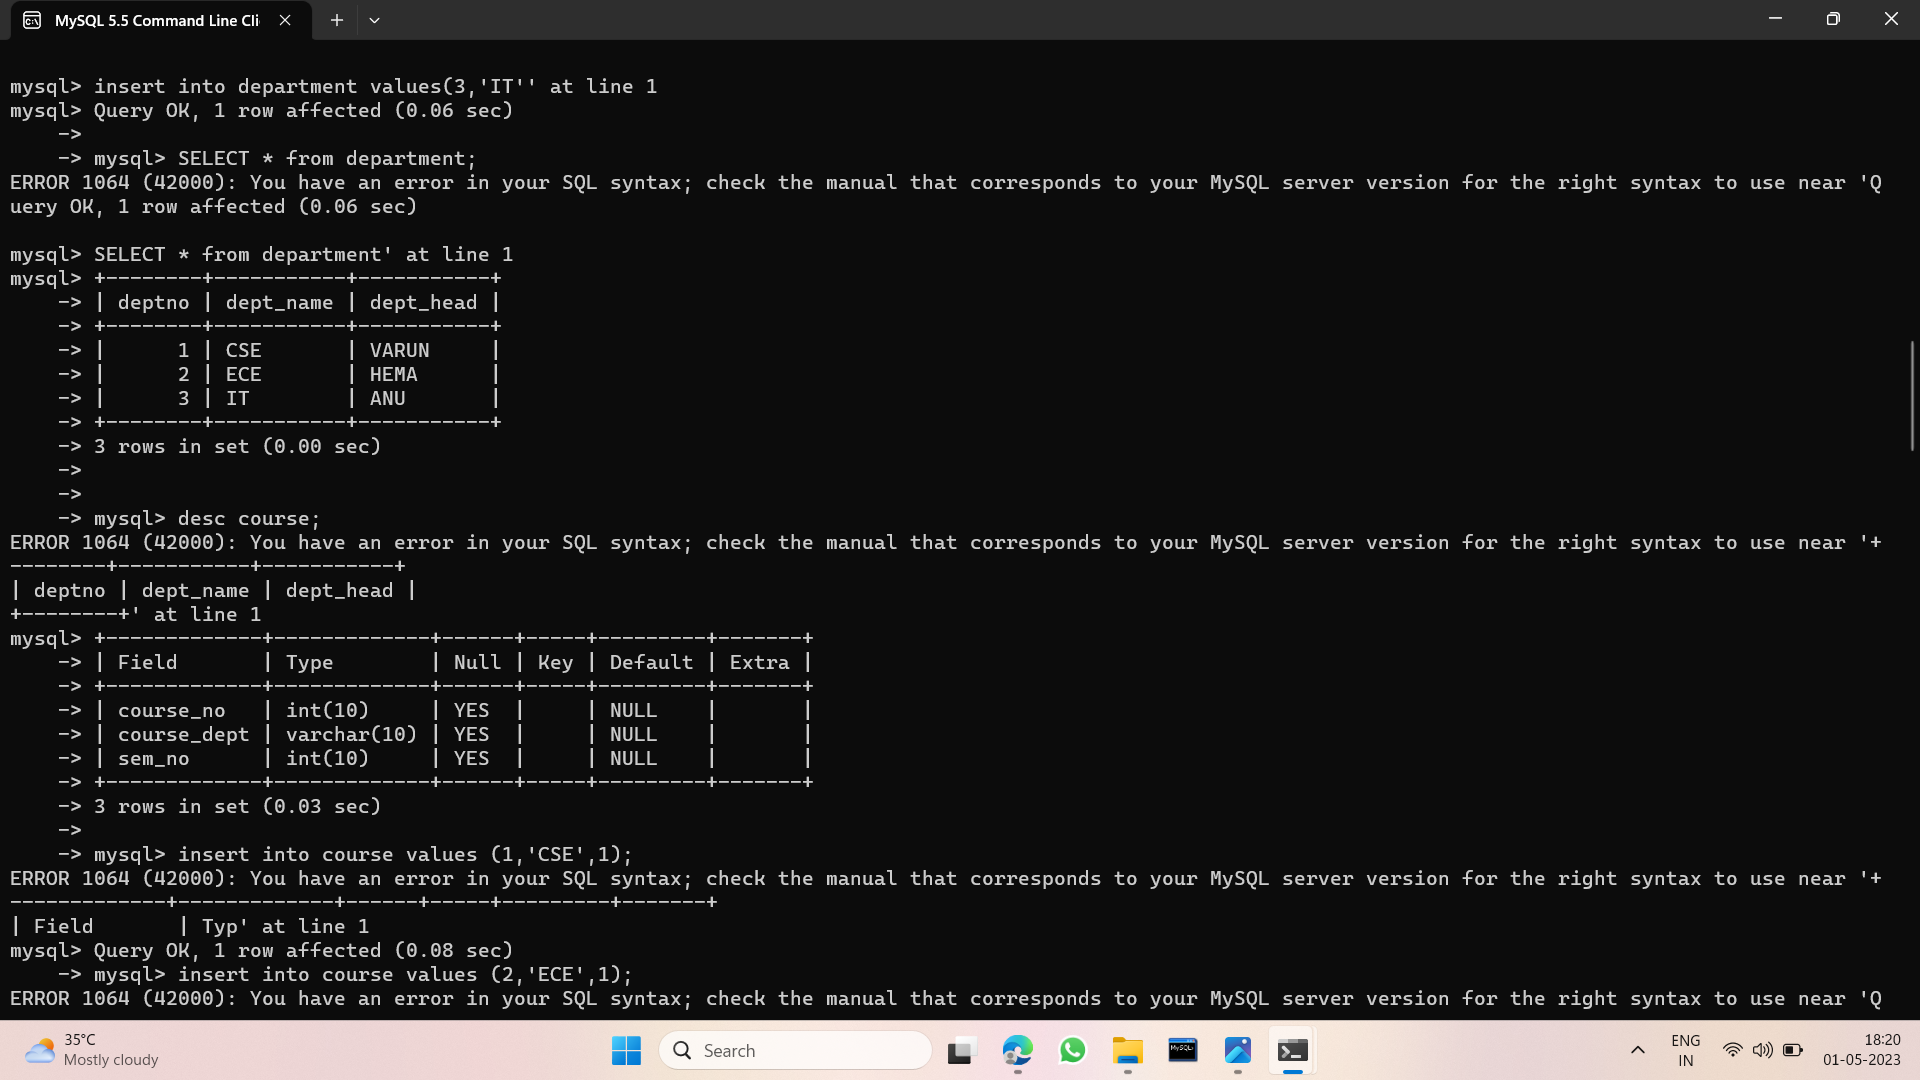 MySQL 5.5 Command Line Cli
mysql> insert into department values(3,'IT'' at line 1
mysql> Query OK, 1 row affected (0.06 sec)
    ->
    -> mysql> SELECT * from department;
ERROR 1064 (42000): You have an error in your SQL syntax; check the manual that corresponds to your MySQL server version for the right syntax to use near 'Q
uery OK, 1 row affected (0.06 sec)
mysql> SELECT * from department' at line 1
mysql> +--------+-----------+-----------+
    -> | deptno | dept_name | dept_head |
    -> +--------+-----------+-----------+
    -> |      1 | CSE       | VARUN     |
    -> |      2 | ECE       | HEMA      |
    -> |      3 | IT        | ANU       |
    -> +--------+-----------+-----------+
    -> 3 rows in set (0.00 sec)
    ->
    ->
    -> mysql> desc course;
ERROR 1064 (42000): You have an error in your SQL syntax; check the manual that corresponds to your MySQL server version for the right syntax to use near '+
--------+-----------+-----------+
| deptno | dept_name | dept_head |
+--------+' at line 1
mysql> +-------------+-------------+------+-----+---------+-------+
    -> | Field       | Type        | Null | Key | Default | Extra |
    -> +-------------+-------------+------+-----+---------+-------+
    -> | course_no   | int(10)     | YES  |     | NULL    |       |
    -> | course_dept | varchar(10) | YES  |     | NULL    |       |
    -> | sem_no      | int(10)     | YES  |     | NULL    |       |
    -> +-------------+-------------+------+-----+---------+-------+
    -> 3 rows in set (0.03 sec)
    ->
    -> mysql> insert into course values (1,'CSE',1);
ERROR 1064 (42000): You have an error in your SQL syntax; check the manual that corresponds to your MySQL server version for the right syntax to use near '+
-------------+-------------+------+-----+---------+-------+
| Field       | Typ' at line 1
mysql> Query OK, 1 row affected (0.08 sec)
    -> mysql> insert into course values (2,'ECE',1);
ERROR 1064 (42000): You have an error in your SQL syntax; check the manual that corresponds to your MySQL server version for the right syntax to use near 'Q
35°C
Mostly cloudy
Search
ENG
IN
18:20
01-05-2023